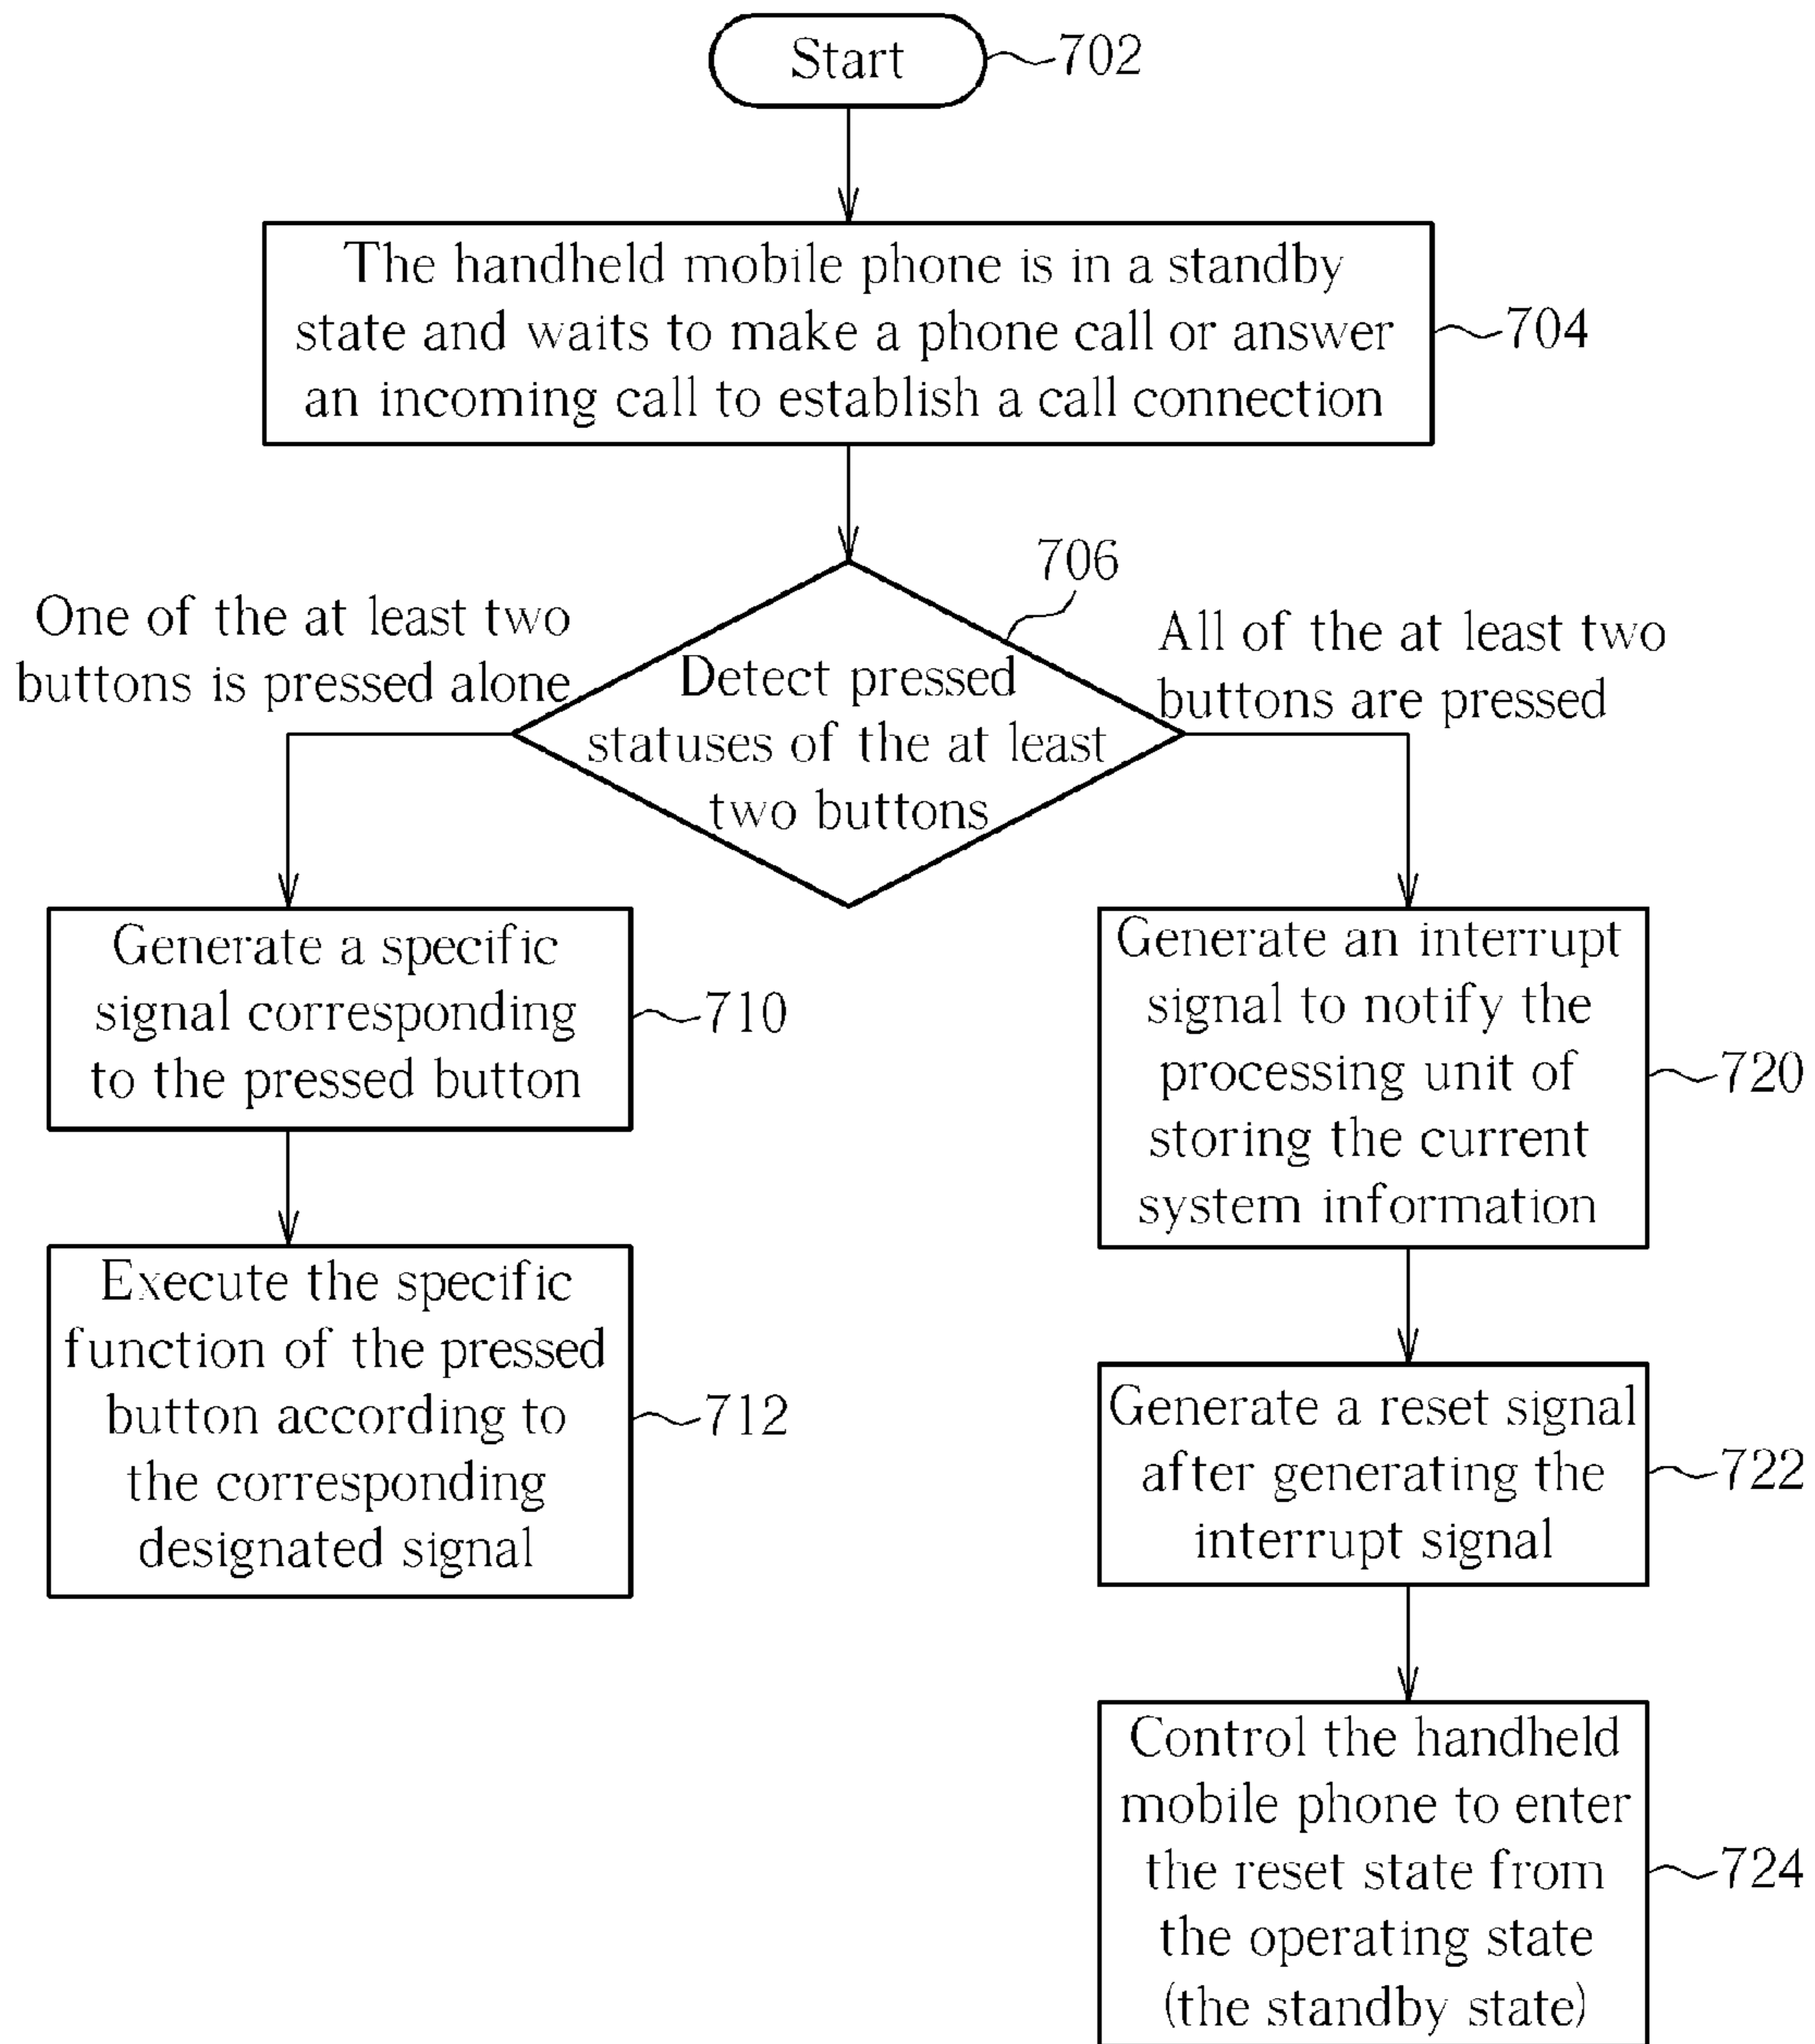 Start
702
The handheld mobile phone is in a standby
state and waits to make a phone call or answer
an incoming call to establish a call connection
704
706
One of the at least two
buttons is pressed alone
All of the at least two
buttons are pressed
Detect pressed
statuses of the at least
two buttons
Generate a specific
signal corresponding
to the pressed button
710
Execute the specific
function of the pressed
button according to
the corresponding
designated signal
712
Generate an interrupt
signal to notify the
processing unit of
storing the current
system information
720
Generate a reset signal
after generating the
interrupt signal
722
Control the handheld
mobile phone to enter
the reset state from
the operating state
(the standby state)
724